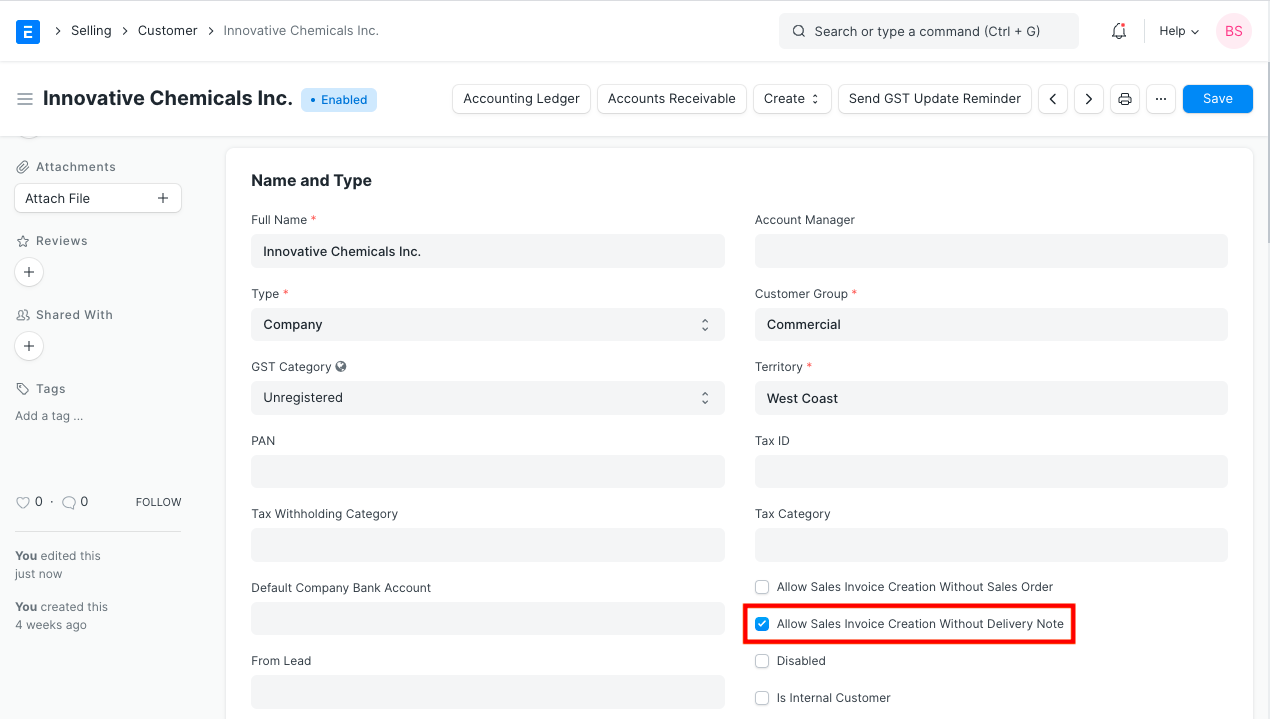 E
Selling
Customer
Innovative Chemicals Inc.
Search or type a command (Ctrl + G)
Help
BS
Innovative Chemicals Inc.
Enabled
Accounting Ledger
Accounts Receivable
Create
Send GST Update Reminder
Save
Attachments
Attach File
Reviews
Shared With
Tags
Add a tag ...
0 · 0
FOLLOW
You edited this
just now
You created this
4 weeks ago
Name and Type
Full Name *
Innovative Chemicals Inc.
Type *
Company
GST Category
Unregistered
PAN
Tax Withholding Category
Default Company Bank Account
From Lead
Account Manager
Customer Group *
Commercial
Territory *
West Coast
Tax ID
Tax Category
Allow Sales Invoice Creation Without Sales Order
Allow Sales Invoice Creation Without Delivery Note
Disabled
Is Internal Customer